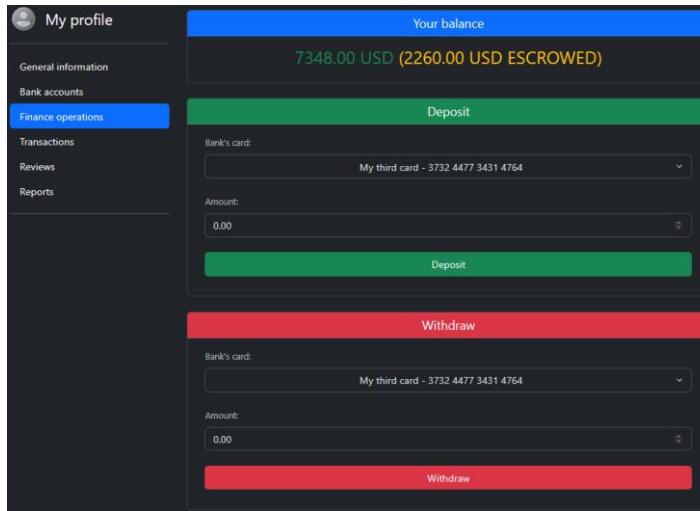 My profile
General information
Bank accounts
Finance operations
Transactions
Reviews
Reports
Your balance
7348.00 USD (2260.00 USD ESCROWED)
Deposit
Bank's card:
My third card - 3732 4477 3431 4764
Amount:
0.00
Deposit
Withdraw
Bank's card:
My third card - 3732 4477 3431 4764
Amount:
0.00
Withdraw